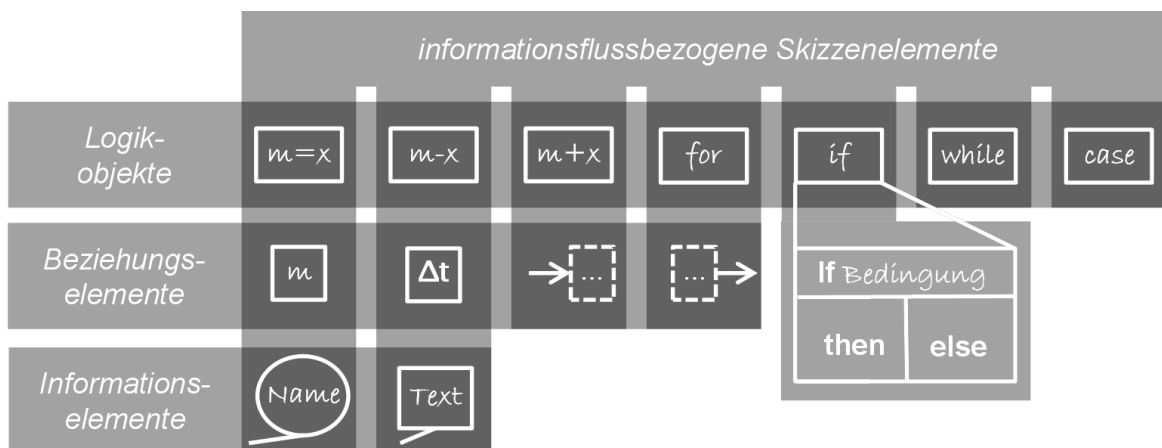 informationsflussbezogene Skizzenelemente
Logik-
objekte
m=x
m-x
m+x
for
if
while
case
Beziehungs-
elemente
m
Δt
...
...
If Bedingung
then
else
Informations-
elemente
Name
Text